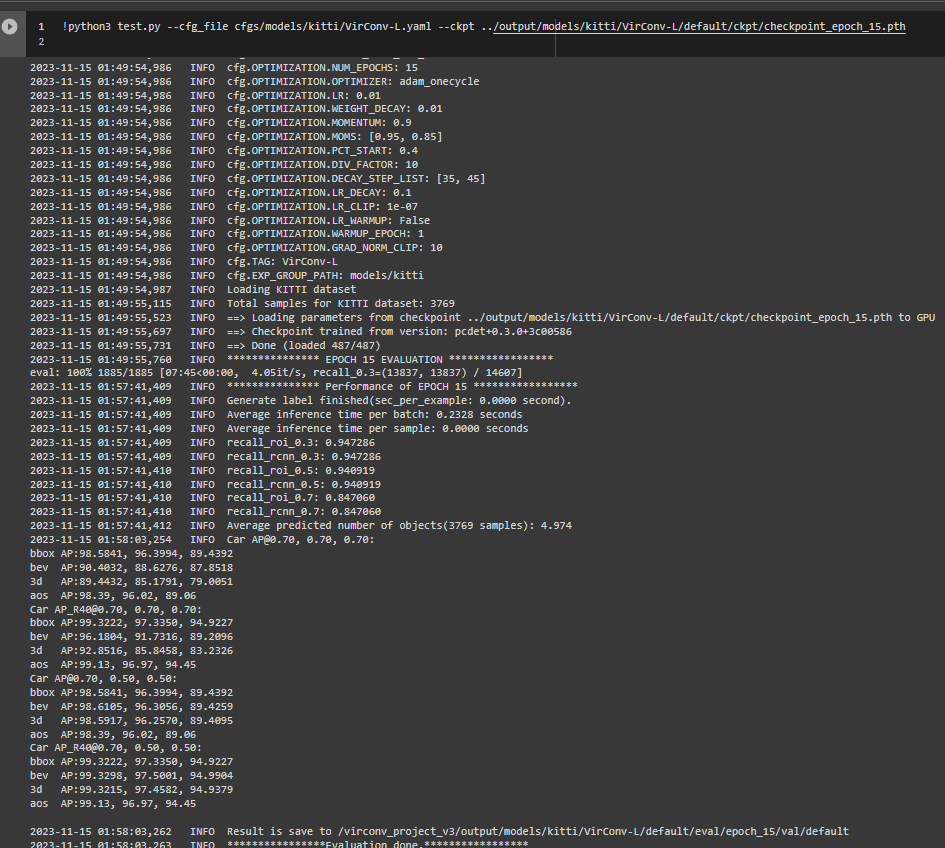 1 !python3 test.py --cfg_file cfgs/models/kitti/VirConv-L.yaml --ckpt ../output/models/kitti/VirConv-L/default/ckpt/checkpoint_epoch_15.pth
2
2023-11-15 01:49:54,986 INFO cfg.OPTIMIZATION.NUM_EPOCHS: 15
2023-11-15 01:49:54,986 INFO cfg.OPTIMIZATION.OPTIMIZER: adam_onecycle
2023-11-15 01:49:54,986 INFO cfg.OPTIMIZATION.LR: 0.01
2023-11-15 01:49:54,986 INFO cfg.OPTIMIZATION.WEIGHT_DECAY: 0.01
2023-11-15 01:49:54,986 INFO cfg.OPTIMIZATION.MOMENTUM: 0.9
2023-11-15 01:49:54,986 INFO cfg.OPTIMIZATION.MOMS: [0.95, 0.85]
2023-11-15 01:49:54,986 INFO cfg.OPTIMIZATION.PCT_START: 0.4
2023-11-15 01:49:54,986 INFO cfg.OPTIMIZATION.DIV_FACTOR: 10
2023-11-15 01:49:54,986 INFO cfg.OPTIMIZATION.DECAY_STEP_LIST: [35, 45]
2023-11-15 01:49:54,986 INFO cfg.OPTIMIZATION.LR_DECAY: 0.1
2023-11-15 01:49:54,986 INFO cfg.OPTIMIZATION.LR_CLIP: 1e-07
2023-11-15 01:49:54,986 INFO cfg.OPTIMIZATION.LR_WARMUP: False
2023-11-15 01:49:54,986 INFO cfg.OPTIMIZATION.WARMUP_EPOCH: 1
2023-11-15 01:49:54,986 INFO cfg.OPTIMIZATION.GRAD_NORM_CLIP: 10
2023-11-15 01:49:54,986 INFO cfg.TAG: VirConv-L
2023-11-15 01:49:54,986 INFO cfg.EXP_GROUP_PATH: models/kitti
2023-11-15 01:49:54,987 INFO Loading KITTI dataset
2023-11-15 01:49:55,115 INFO Total samples for KITTI dataset: 3769
2023-11-15 01:49:55,523 INFO ==> Loading parameters from checkpoint ../output/models/kitti/VirConv-L/default/ckpt/checkpoint_epoch_15.pth to GPU
2023-11-15 01:49:55,697 INFO ==> Checkpoint trained from version: pcdet+0.3.0+3c00586
2023-11-15 01:49:55,731 INFO ==> Done (loaded 487/487)
2023-11-15 01:49:55,760 INFO *************** EPOCH 15 EVALUATION *****************
eval: 100% 1885/1885 [07:45<00:00, 4.05it/s, recall_0.3=(13837, 13837) / 14607]
2023-11-15 01:57:41,409 INFO *************** Performance of EPOCH 15 *****************
2023-11-15 01:57:41,409 INFO Generate label finished(sec_per_example: 0.0000 second).
2023-11-15 01:57:41,409 INFO Average inference time per batch: 0.2328 seconds
2023-11-15 01:57:41,409 INFO Average inference time per sample: 0.0000 seconds
2023-11-15 01:57:41,409 INFO recall_roi_0.3: 0.947286
2023-11-15 01:57:41,409 INFO recall_rcnn_0.3: 0.947286
2023-11-15 01:57:41,410 INFO recall_roi_0.5: 0.940919
2023-11-15 01:57:41,410 INFO recall_rcnn_0.5: 0.940919
2023-11-15 01:57:41,410 INFO recall_roi_0.7: 0.847060
2023-11-15 01:57:41,410 INFO recall_rcnn_0.7: 0.847060
2023-11-15 01:57:41,412 INFO Average predicted number of objects(3769 samples): 4.974
2023-11-15 01:58:03,254 INFO Car AP@0.70, 0.70, 0.70:
bbox AP:98.5841, 96.3994, 89.4392
bev AP:90.4032, 88.6276, 87.8518
3d AP:89.4432, 85.1791, 79.0051
aos AP:98.39, 96.02, 89.06
Car AP_R40@0.70, 0.70, 0.70:
bbox AP:99.3222, 97.3350, 94.9227
bev AP:96.1804, 91.7316, 89.2096
3d AP:92.8516, 85.8458, 83.2326
aos AP:99.13, 96.97, 94.45
Car AP@0.70, 0.50, 0.50:
bbox AP:98.5841, 96.3994, 89.4392
bev AP:98.6105, 96.3056, 89.4259
3d AP:98.5917, 96.2570, 89.4095
aos AP:98.39, 96.02, 89.06
Car AP_R40@0.70, 0.50, 0.50:
bbox AP:99.3222, 97.3350, 94.9227
bev AP:99.3298, 97.5001, 94.9904
3d AP:99.3215, 97.4582, 94.9379
aos AP:99.13, 96.97, 94.45
2023-11-15 01:58:03,262 INFO Result is save to /virconv_project_v3/output/models/kitti/VirConv-L/default/eval/epoch_15/val/default
2023-11-15 01:58:03,263 INFO ****************Evaluation done.*****************